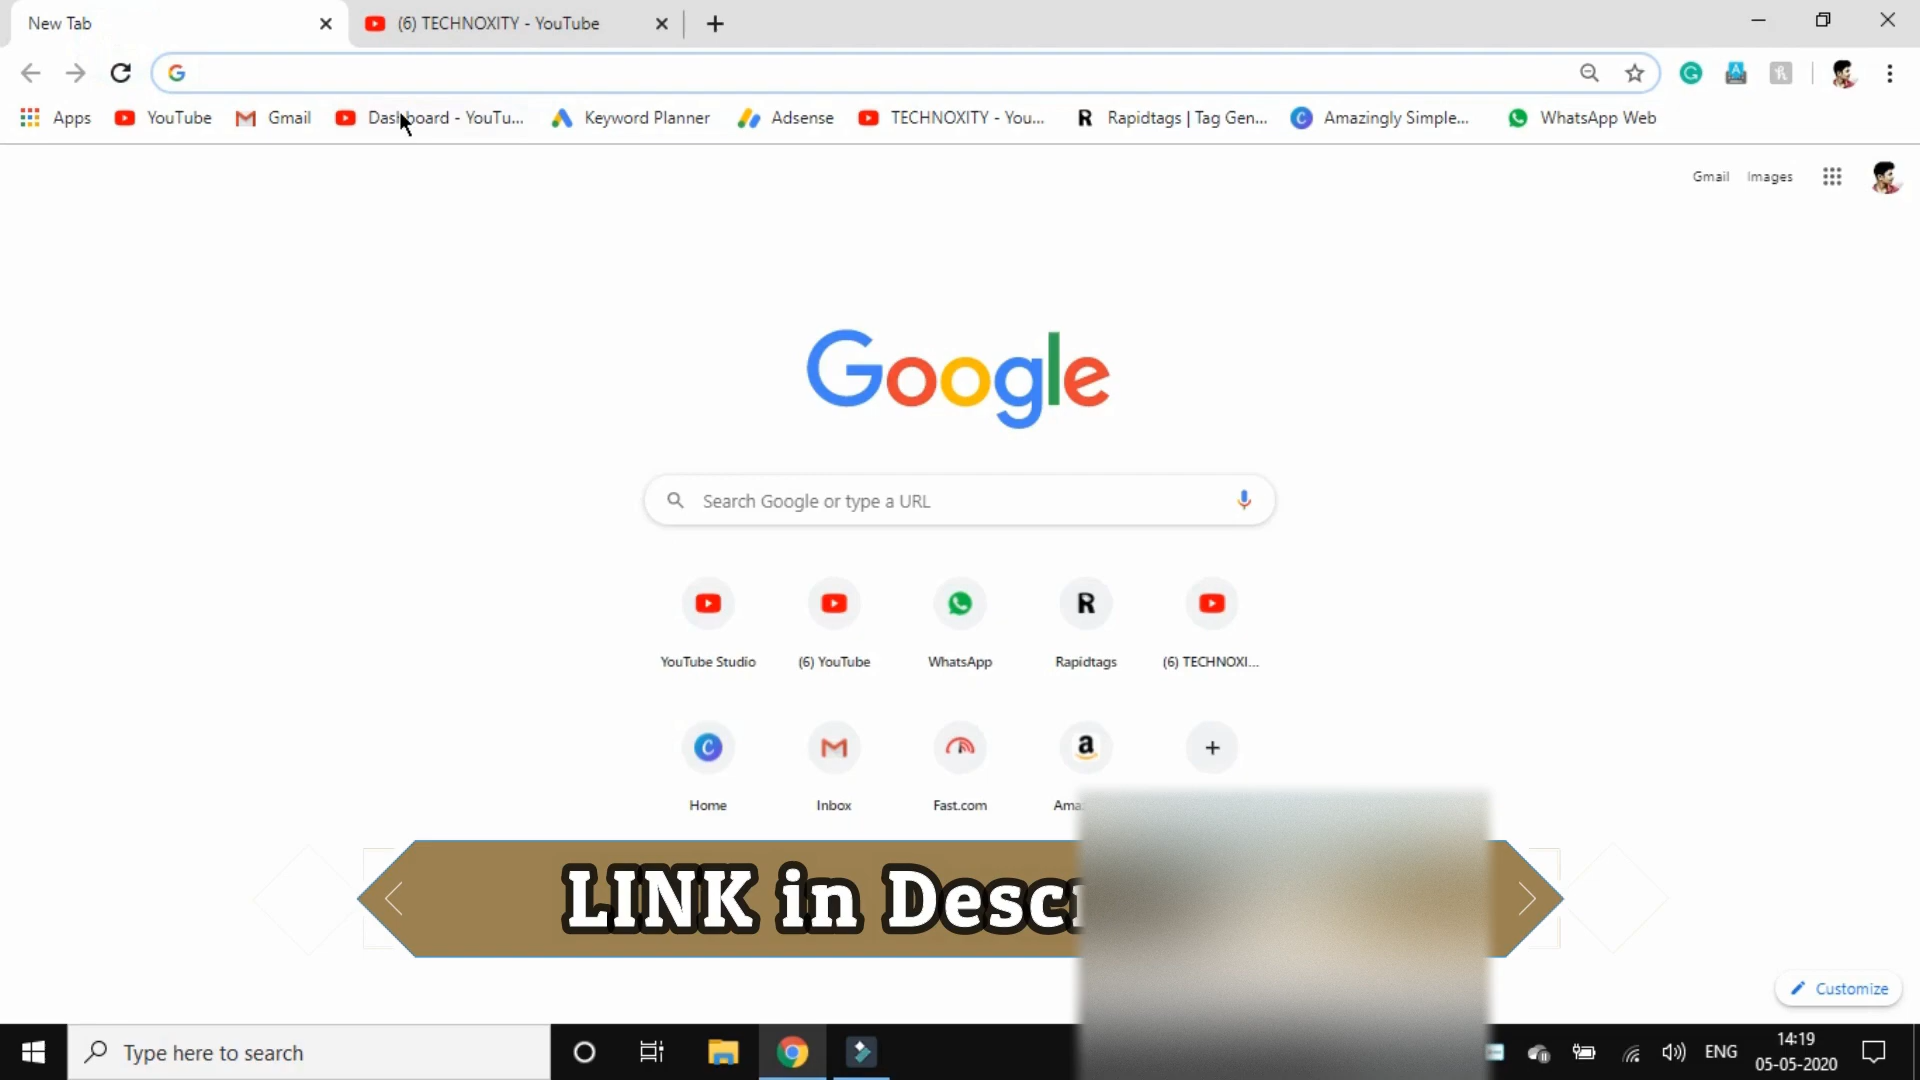 New Tab
(6) TECHNOXITY - YouTube
Apps
YouTube
Gmail
Dashboard - YouTu...
Keyword Planner
Adsense
TECHNOXITY - You...
R
Rapidtags | Tag Gen...
Amazingly Simple...
WhatsApp Web
Gmail
Images
Google
Search Google or type a URL
R
YouTube Studio
(6) YouTube
WhatsApp
Rapidtags
(6) TECHNOXI...
a
Home
Inbox
Fast.com
LINK in
Customize
Type here to search
ENG
14:19
05-05-2020